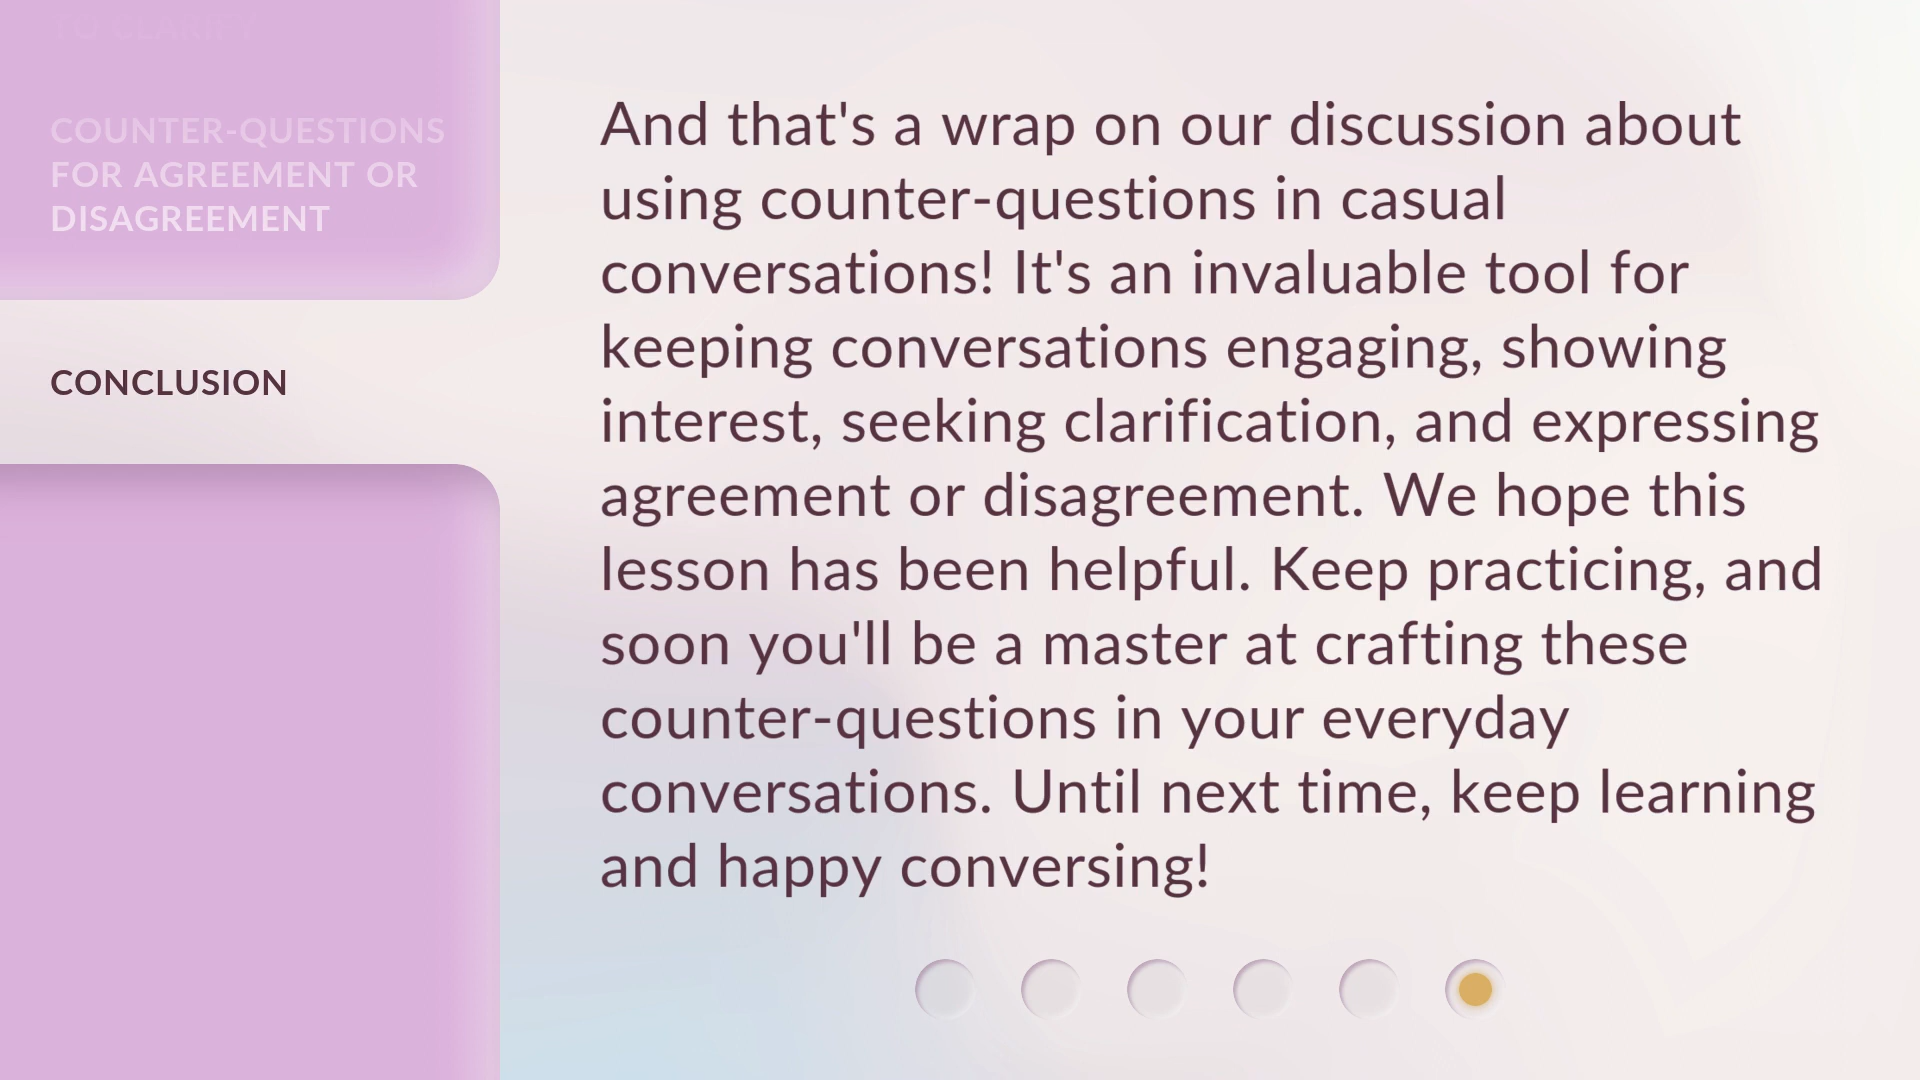 TO CLARIFY
COUNTER-QUESTIONS
FOR AGREEMENT OR
DISAGREEMENT
CONCLUSION
And that's a wrap on our discussion about
using counter-questions in casual
conversations! It's an invaluable tool for
keeping conversations engaging, showing
interest, seeking clarification, and expressing
agreement or disagreement. We hope this
lesson has been helpful. Keep practicing, and
soon you'll be a master at crafting these
counter-questions in your everyday
conversations. Until next time, keep learning
and happy conversing!